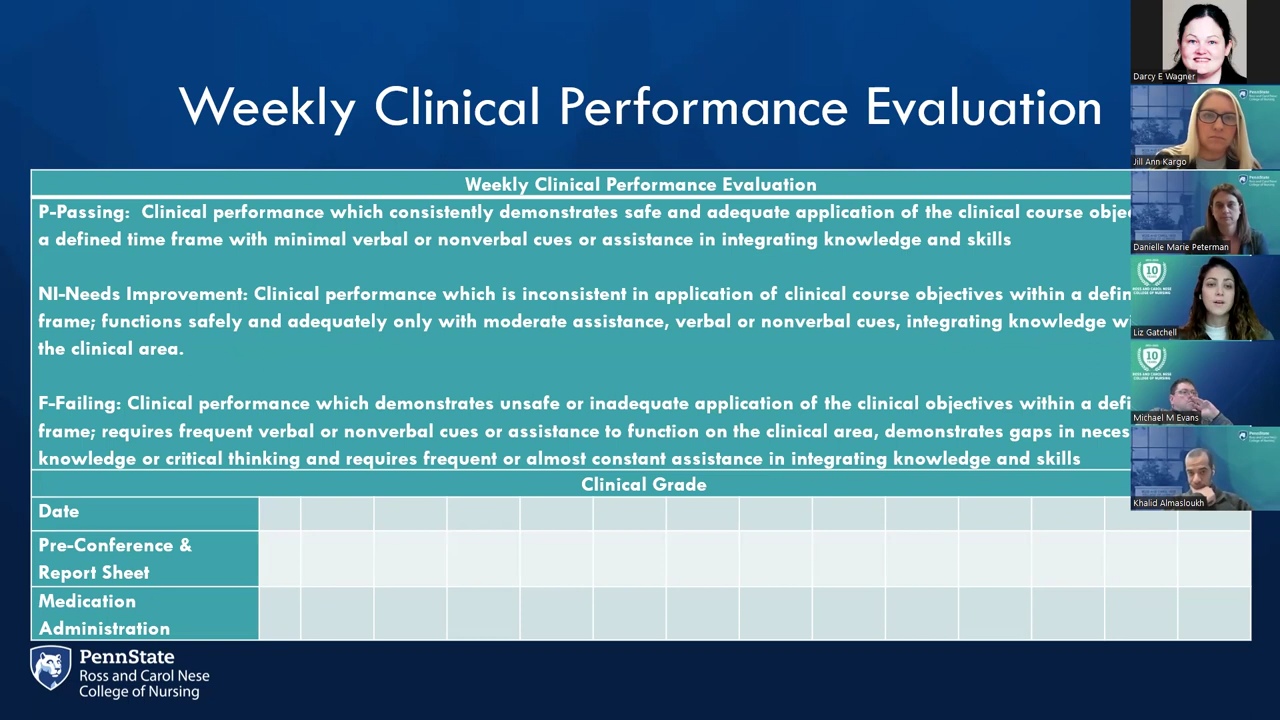 Weekly Clinical Performance Evaluation
Weekly Clinical Performance Evaluation
P-Passing: Clinical performance which consistently demonstrates safe and adequate application of the clinical course
a defined time frame with minimal verbal or nonverbal cues or assistance in integrating knowledge and skills
NI-Needs Improvement: Clinical performance which is inconsistent in application of clinical course objectives within a
frame; functions safely and adequately only with moderate assistance, verbal or nonverbal cues, integrating knowledge
the clinical area.
F-Failing: Clinical performance which demonstrates unsafe or inadequate application of the clinical objectives within a
frame; requires frequent verbal or nonverbal cues or assistance to function on the clinical area, demonstrates gaps in
knowledge or critical thinking and requires frequent or almost constant assistance in integrating knowledge and skills
Clinical Grade
Date
Pre-Conference &
Report Sheet
Medication
Administration
PennState
Ross and Carol Nese
College of Nursing
Darcy E Wagner
Jill Ann Kargo
Danielle Marie Peterman
10
Liz Gatchell
10
Michael M Evans
Khalid Almasloukh